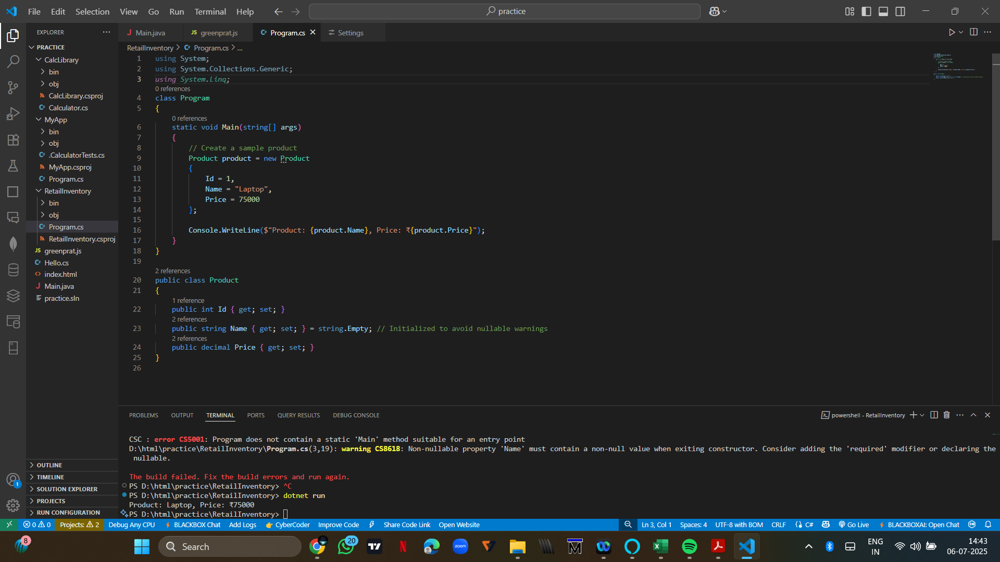 File Edit Selection View Go Run Terminal Help
practice
EXPLORER
PRACTICE
CalcLibrary
bin
obj
CalcLibrary.csproj
Calculator.cs
MyApp
bin
obj
.CalculatorTests.cs
MyApp.csproj
Program.cs
RetailInventory
bin
obj
Program.cs
RetailInventory.csproj
JS greenprat.js
Hello.cs
index.html
J Main.java
practice.sln
OUTLINE
TIMELINE
SOLUTION EXPLORER
PROJECTS
RUN CONFIGURATION
1
J Main.java JS greenprat.js Program.cs Settings
RetailInventory > Program.cs > ...
1 using System;
2 using System.Collections.Generic;
3 using System.Linq;
0 references
4 class Program
5 {
0 references
6 static void Main(string[] args)
7 {
8 // Create a sample product
9 Product product = new Product
10 {
11 Id = 1,
12 Name = "Laptop",
13 Price = 75000
14 };
15
16 Console.WriteLine($"Product: {product.Name}, Price: ₹{product.Price}");
17 }
18 }
19
2 references
20 public class Product
21 {
1 reference
22 public int Id { get; set; }
2 references
23 public string Name { get; set; } = string.Empty; // Initialized to avoid nullable warnings
2 references
24 public decimal Price { get; set; }
25 }
26
PROBLEMS OUTPUT TERMINAL PORTS QUERY RESULTS DEBUG CONSOLE
powershell - RetailInventory
CSC : error CS5001: Program does not contain a static 'Main' method suitable for an entry point
D:\html\practice\RetailInventory\Program.cs(3,19): warning CS8618: Non-nullable property 'Name' must contain a non-null value when exiting constructor. Consider adding the 'required' modifier or declaring the
nullable.
The build failed. Fix the build errors and run again.
PS D:\html\practice\RetailInventory> ^C
PS D:\html\practice\RetailInventory> dotnet run
Product: Laptop, Price: ₹75000
PS D:\html\practice\RetailInventory>
0 0 Projects: 2 Debug Any CPU BLACKBOX Chat Add Logs CyberCoder Improve Code Share Code Link Open Website Ln 3, Col 1 Spaces: 4 UTF-8 with BOM CRLF {} C# Go Live BLACKBOXAI: Open Chat
8
Search
20
zoom
ENG
IN
14:43
06-07-2025